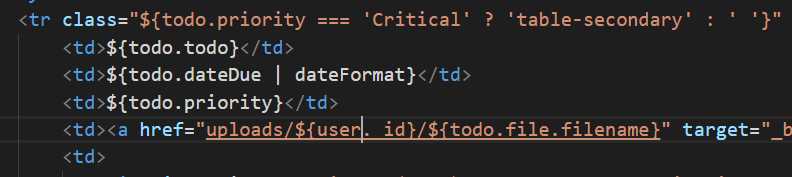 <tr class="${todo.priority === 'Critical' ? 'table-secondary' : ' '}"
<td>${todo.todo}</td>
<td>${todo.dateDue | dateFormat}</td>
<td>${todo.priority}</td>
<td><a href="uploads/${user._id}/${todo.file.filename}" target="_b
<td>